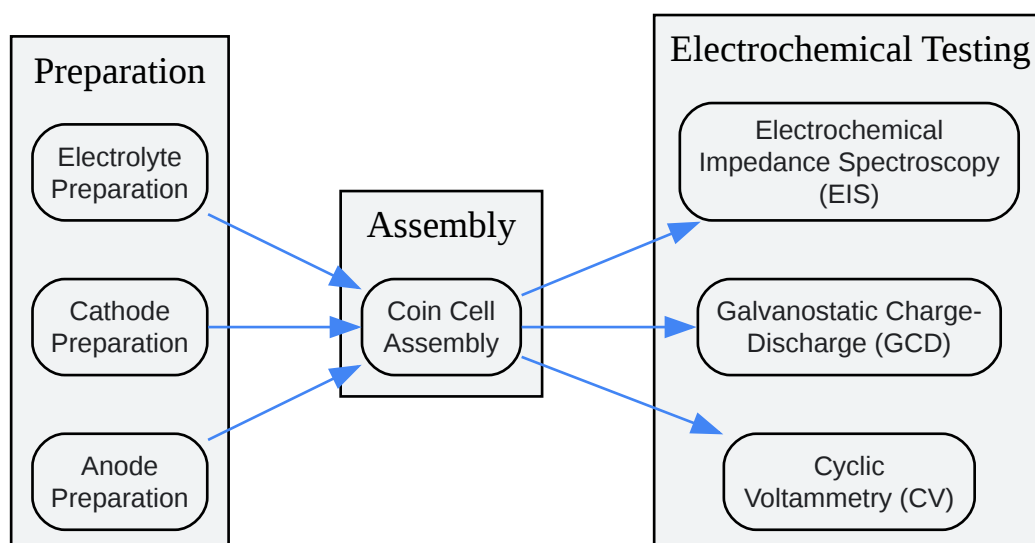 Preparation
Electrolyte
Preparation
Cathode
Preparation
Anode
Preparation
Assembly
Coin Cell
Assembly
Electrochemical Testing
Electrochemical
Impedance Spectroscopy
(EIS)
Galvanostatic Charge-
Discharge (GCD)
Cyclic
Voltammetry (CV)